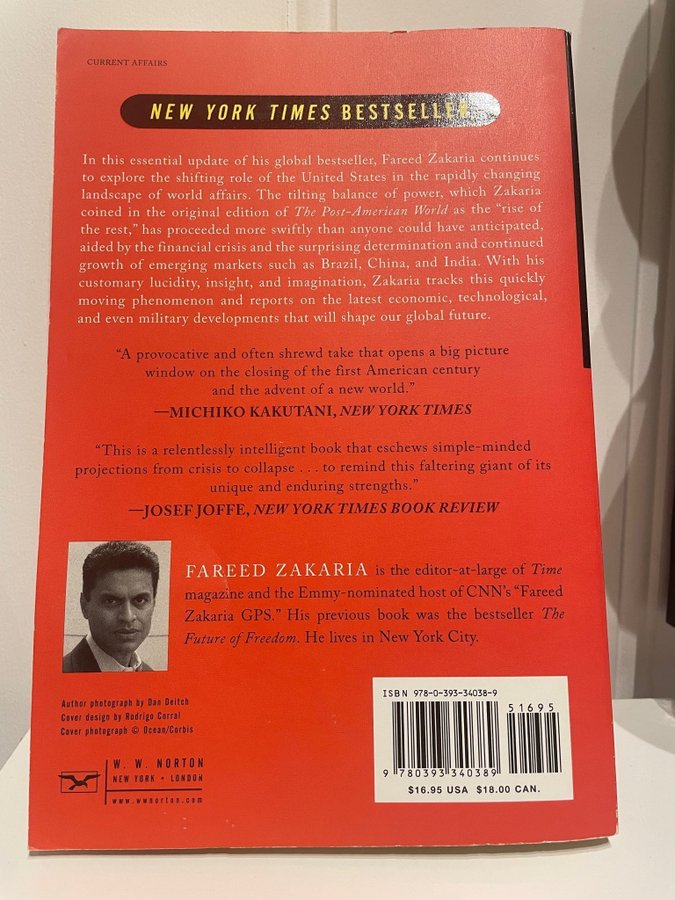 CURRENT AFFAIRS
NEW YORK TIMES BESTSELLER
In this essential update of his global bestseller, Fareed Zakaria continues
to explore the shifting role of the United States in the rapidly changing
landscape of world affairs. The tilting balance of power, which Zakaria
coined in the original edition of The Post-American World as the “rise of
the rest,” has proceeded more swiftly than anyone could have anticipated,
aided by the financial crisis and the surprising determination and continued
growth of emerging markets such as Brazil, China, and India. With his
customary lucidity, insight, and imagination, Zakaria tracks this quickly
moving phenomenon and reports on the latest economic, technological,
and even military developments that will shape our global future.
“A provocative and often shrewd take that opens a big picture
window on the closing of the first American century
and the advent of a new world.”
—MICHIKO KAKUTANI, NEW YORK TIMES
“This is a relentlessly intelligent book that eschews simple-minded
projections from crisis to collapse . . . to remind this faltering giant of its
unique and enduring strengths.”
—JOSEF JOFFE, NEW YORK TIMES BOOK REVIEW
FAREED ZAKARIA is the editor-at-large of Time
magazine and the Emmy-nominated host of CNN’s “Fareed
Zakaria GPS.” His previous book was the bestseller The
Future of Freedom. He lives in New York City.
Author photograph by Dan Deitch
Cover design by Rodrigo Corral
Cover photograph © Ocean/Corbis
W. W. NORTON
NEW YORK • LONDON
www.wwnorton.com
ISBN 978-0-393-34038-9
51695
9 780393 340389
$16.95 USA $18.00 CAN.